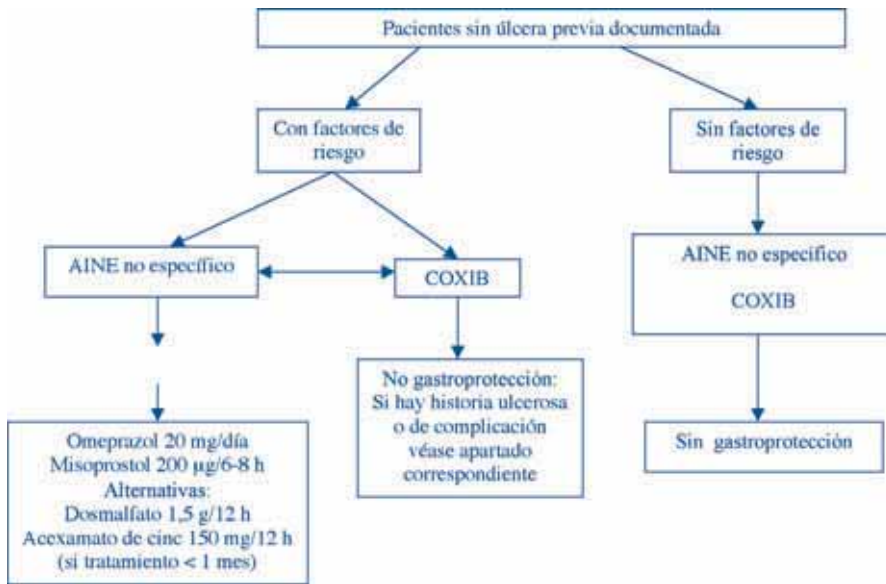 Pacientes sin úlcera previa documentada
Con factores de
riesgo
Sin factores de
riesgo
AINE no específico
COXIB
AINE no específico
COXIB
No gastroprotección:
Si hay historia ulcerosa
o de complicación
véase apartado
correspondiente
Omeprazol 20 mg/día
Misoprostol 200 µg/6-8 h
Alternativas:
Dosmalfato 1,5 g/12 h
Acexamato de cinc 150 mg/12 h
(si tratamiento < 1 mes)
Sin gastroprotección